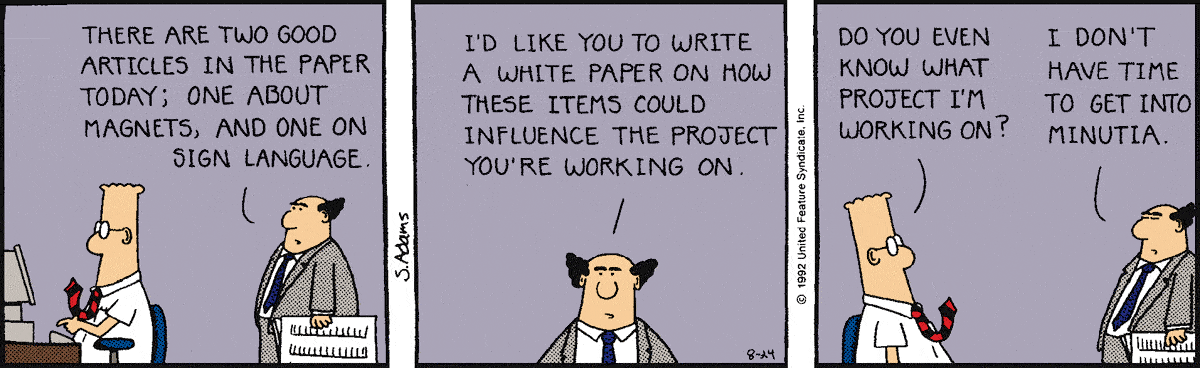 THERE ARE TWO GOOD
ARTICLES IN THE PAPER
TODAY; ONE ABOUT
MAGNETS, AND ONE ON
SIGN LANGUAGE.
S.Adams
I'D LIKE YOU TO WRITE
A WHITE PAPER ON HOW
THESE ITEMS COULD
INFLUENCE THE PROJECT
YOU'RE WORKING ON.
8-24
© 1992 United Feature Syndicate, Inc.
DO YOU EVEN
KNOW WHAT
PROJECT I'M
WORKING ON?
I DON'T
HAVE TIME
TO GET INTO
MINUTIA.